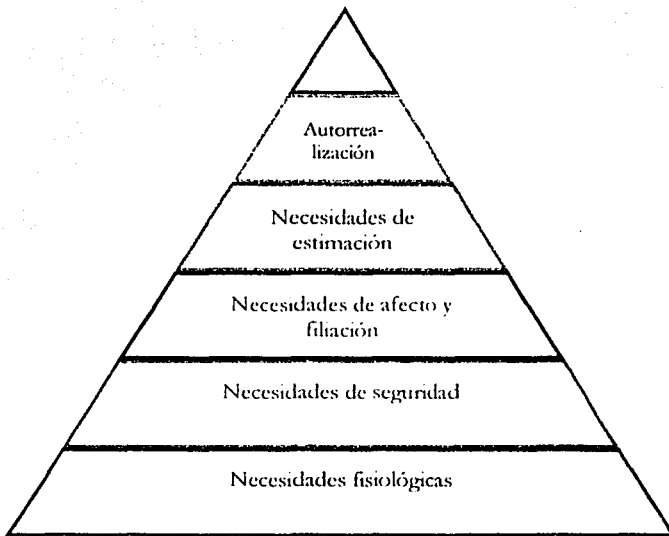 Autorrea-
lización
Necesidades de
estimación
Necesidades de afecto y
filiación
Necesidades de seguridad
Necesidades fisiológicas